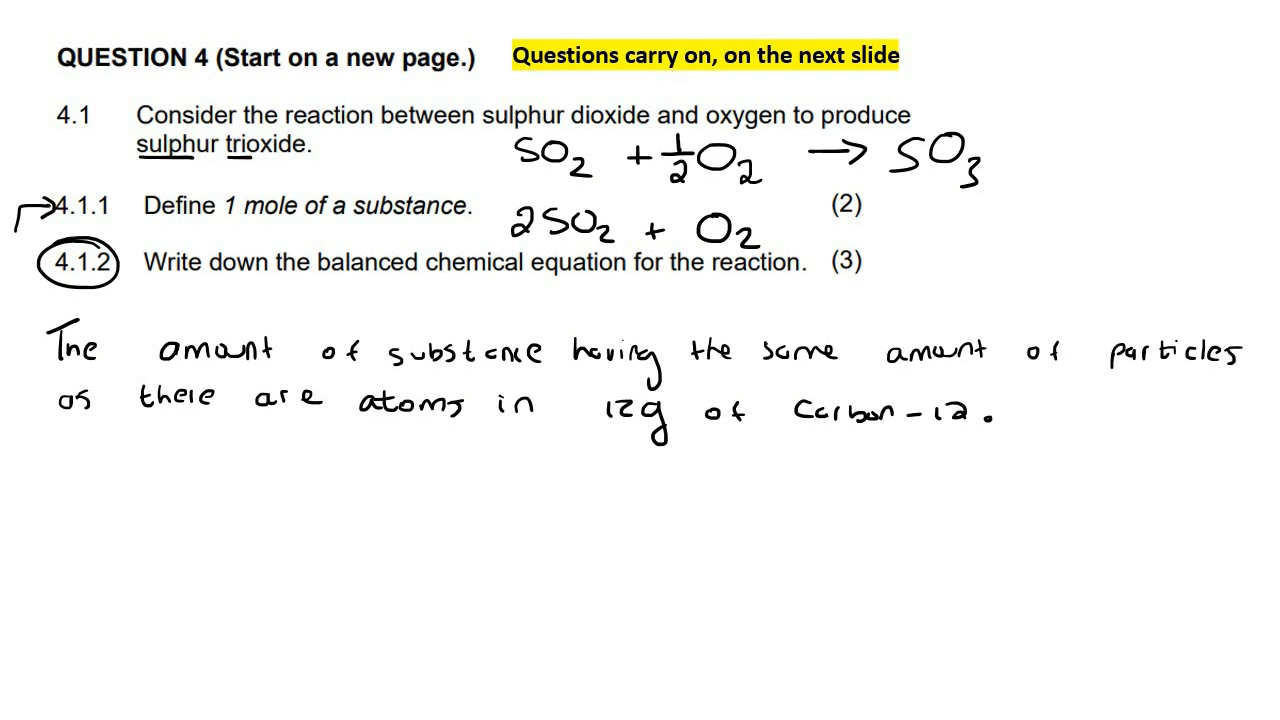 QUESTION 4 (Start on a new page.) Questions carry on, on the next slide
4.1 Consider the reaction between sulphur dioxide and oxygen to produce
sulphur trioxide.
SO₂ + ½O₂ → SO₃
4.1.1 Define 1 mole of a substance. (2)
2SO₂ + O₂
4.1.2 Write down the balanced chemical equation for the reaction. (3)
The amount of substance having the same amount of particles
as there are atoms in 12g of Carbon-12.